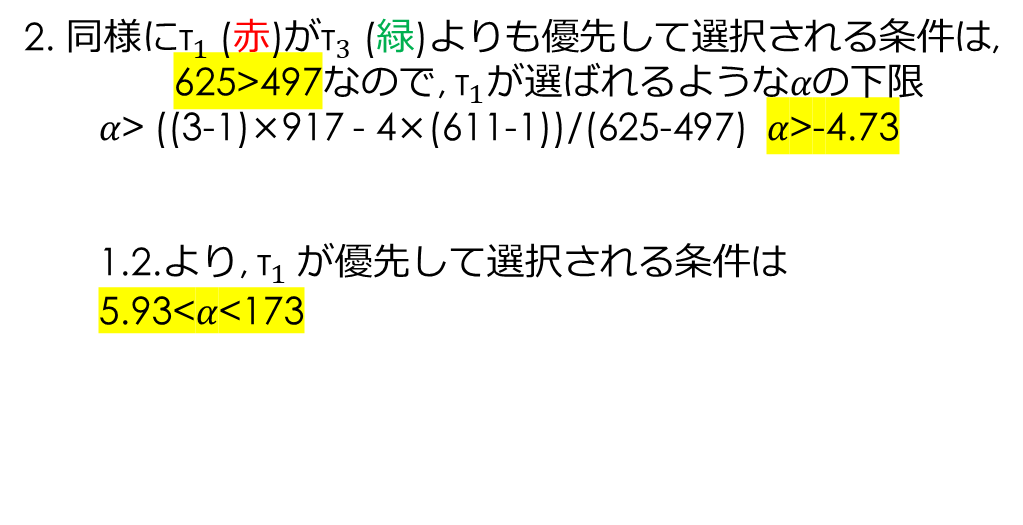 2. 同様にτ₁ (赤)がτ₃ (緑)よりも優先して選択される条件は,
625>497なので, τ₁が選ばれるような𝛼の下限
𝛼> ((3-1)×917 - 4×(611-1))/(625-497) 𝛼>-4.73
1.2.より, τ₁ が優先して選択される条件は
5.93<𝛼<173